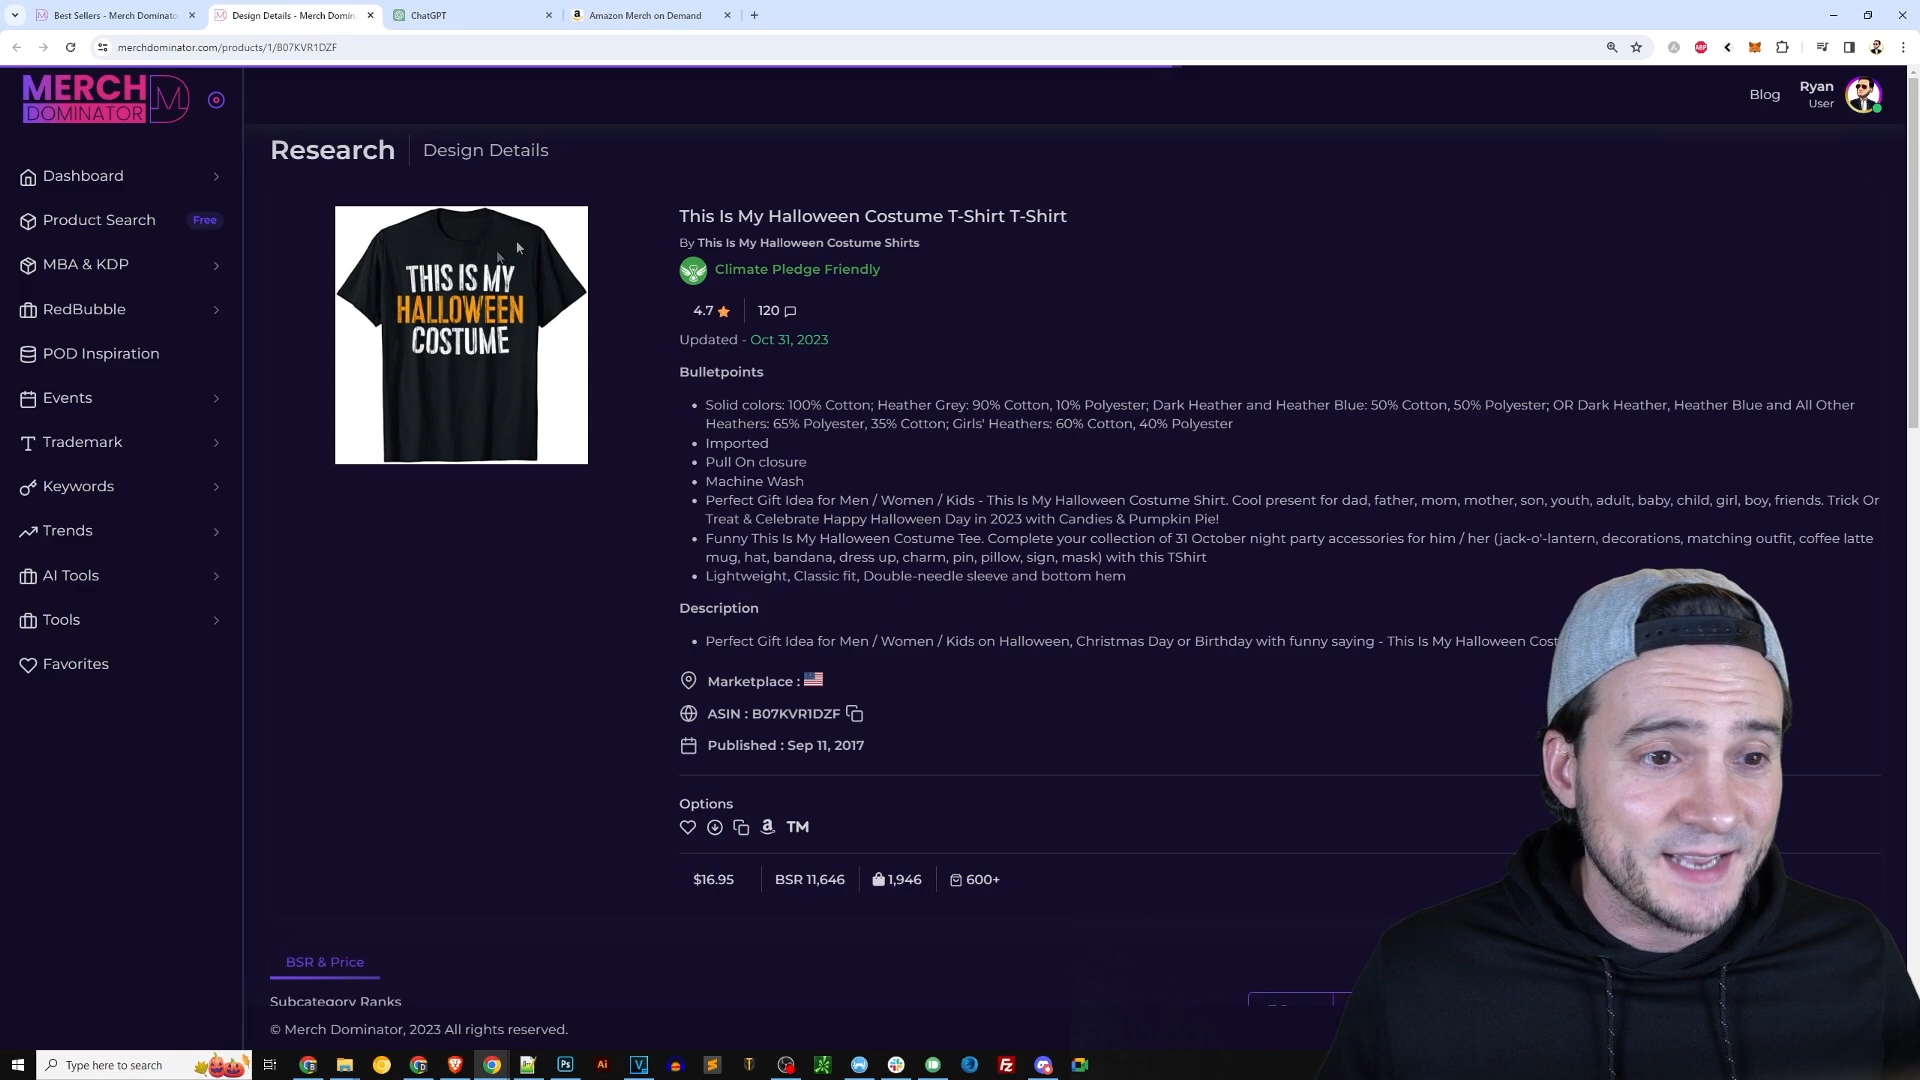 Best Sellers - Merch Dominato
Design Details - Merch Domin
ChatGPT
Amazon Merch on Demand
merchdominator.com/products/1/B07KVR1DZF
ABP
MERCH
DOMINATOR
Blog
Ryan
User
Research
Design Details
Dashboard
Product Search
Free
MBA & KDP
RedBubble
POD Inspiration
Events
Trademark
Keywords
Trends
AI Tools
Tools
Favorites
THIS IS MY
HALLOWEEN
COSTUME
This Is My Halloween Costume T-Shirt T-Shirt
By This Is My Halloween Costume Shirts
Climate Pledge Friendly
4.7
120
Updated - Oct 31, 2023
Bulletpoints
Solid colors: 100% Cotton; Heather Grey: 90% Cotton, 10% Polyester; Dark Heather and Heather Blue: 50% Cotton, 50% Polyester; OR Dark Heather, Heather Blue and All Other
Heathers: 65% Polyester, 35% Cotton; Girls' Heathers: 60% Cotton, 40% Polyester
Imported
Pull On closure
Machine Wash
Perfect Gift Idea for Men / Women / Kids - This Is My Halloween Costume Shirt. Cool present for dad, father, mom, mother, son, youth, adult, baby, child, girl, boy, friends. Trick Or
Treat & Celebrate Happy Halloween Day in 2023 with Candies & Pumpkin Pie!
Funny This Is My Halloween Costume Tee. Complete your collection of 31 October night party accessories for him / her (jack-o'-lantern, decorations, matching outfit, coffee latte
mug, hat, bandana, dress up, charm, pin, pillow, sign, mask) with this TShirt
Lightweight, Classic fit, Double-needle sleeve and bottom hem
Description
Perfect Gift Idea for Men / Women / Kids on Halloween, Christmas Day or Birthday with funny saying - This Is My Halloween Cost
Marketplace :
ASIN : B07KVR1DZF
Published : Sep 11, 2017
Options
TM
$16.95
BSR 11,646
1,946
600+
BSR & Price
Subcategory Ranks
© Merch Dominator, 2023 All rights reserved.
Type here to search
Ps
Ai
V
Fz